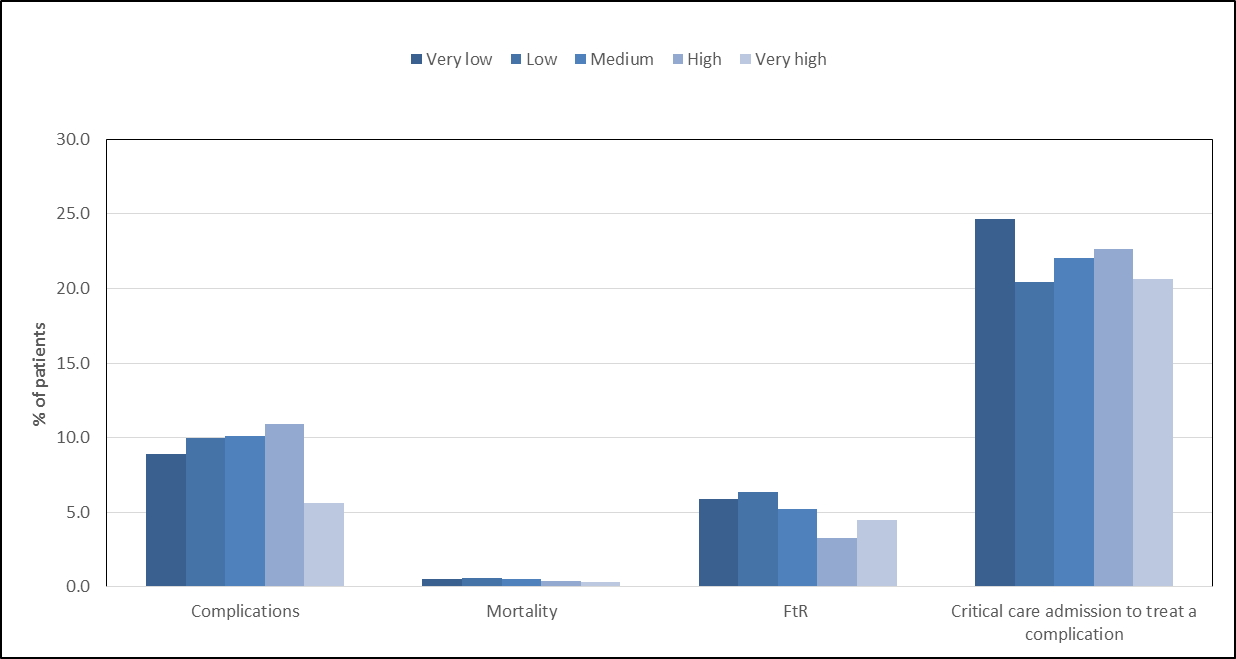 Very low Low Medium High Very high
30.0
25.0
20.0
15.0
10.0
5.0
0.0
% of patients
Complications Mortality FtR Critical care admission to treat a
complication